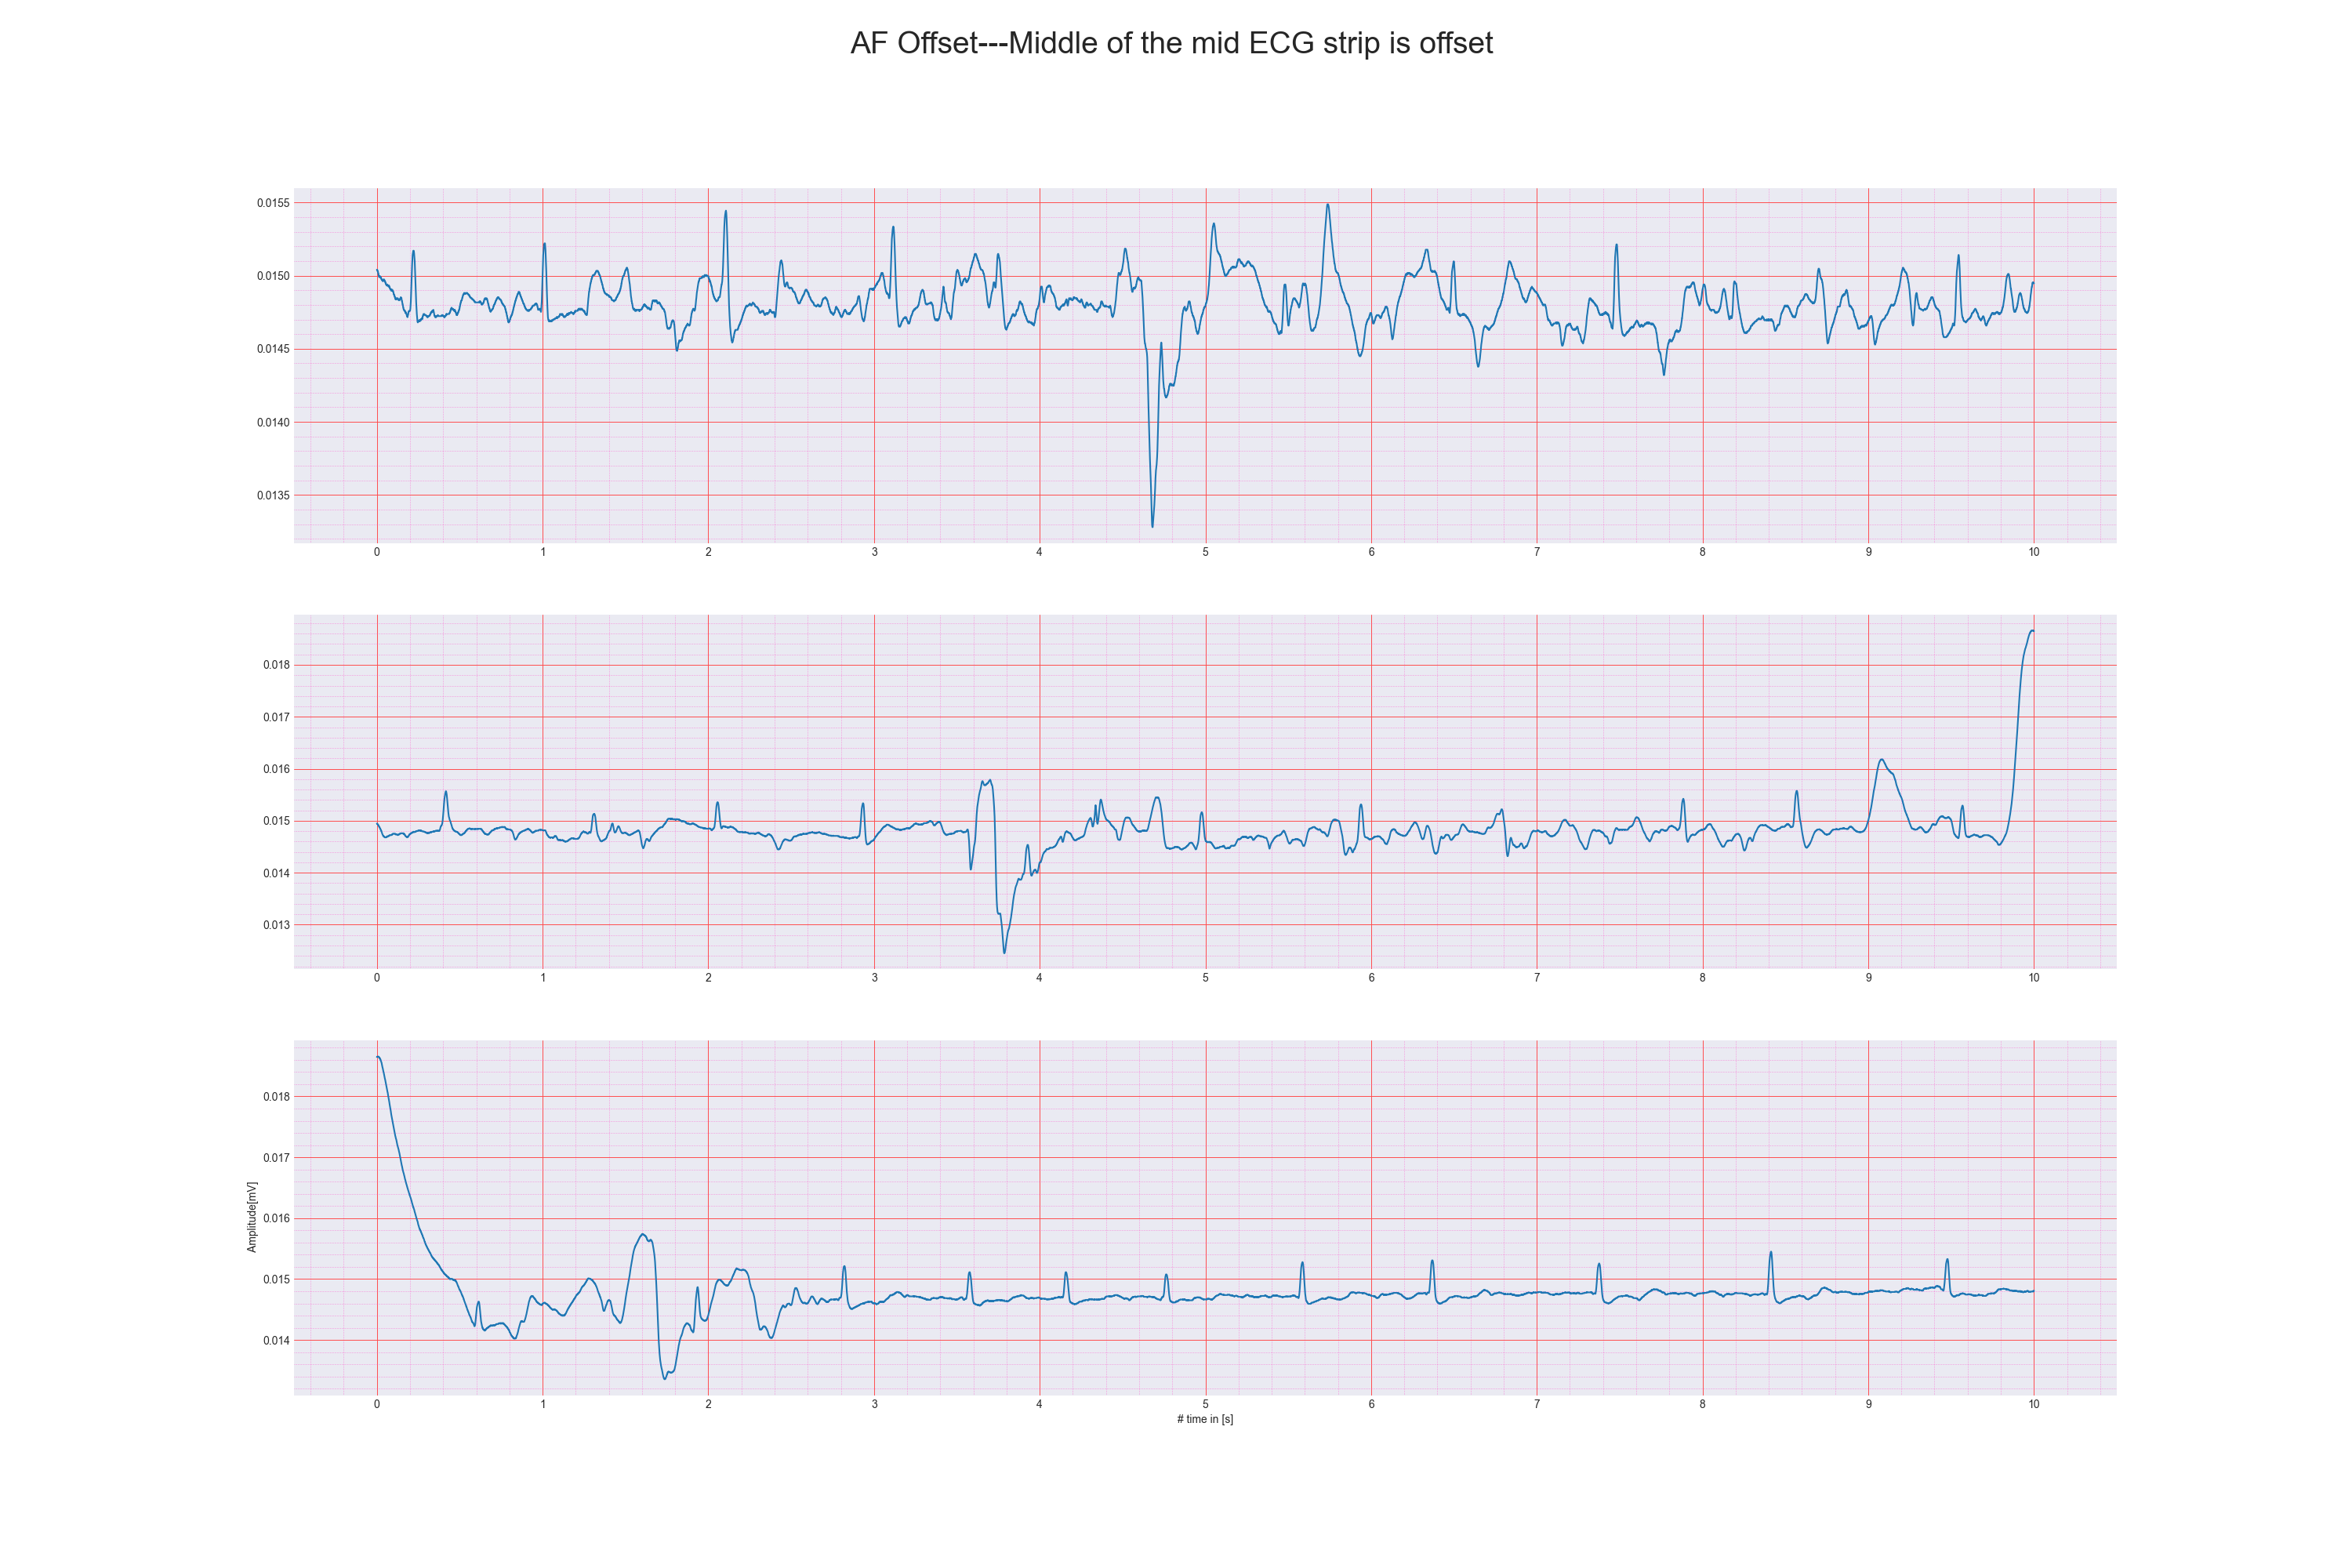 AF Offset---Middle of the mid ECG strip is offset
0.0155
0.0150
0.0145
0.0140
0.0135
0 1 2 3 4 5 6 7 8 9 10
0.018
0.017
0.016
0.015
0.014
0.013
0 1 2 3 4 5 6 7 8 9 10
Amplitude[mV]
0.018
0.017
0.016
0.015
0.014
0 1 2 3 4 5 6 7 8 9 10
# time in [s]